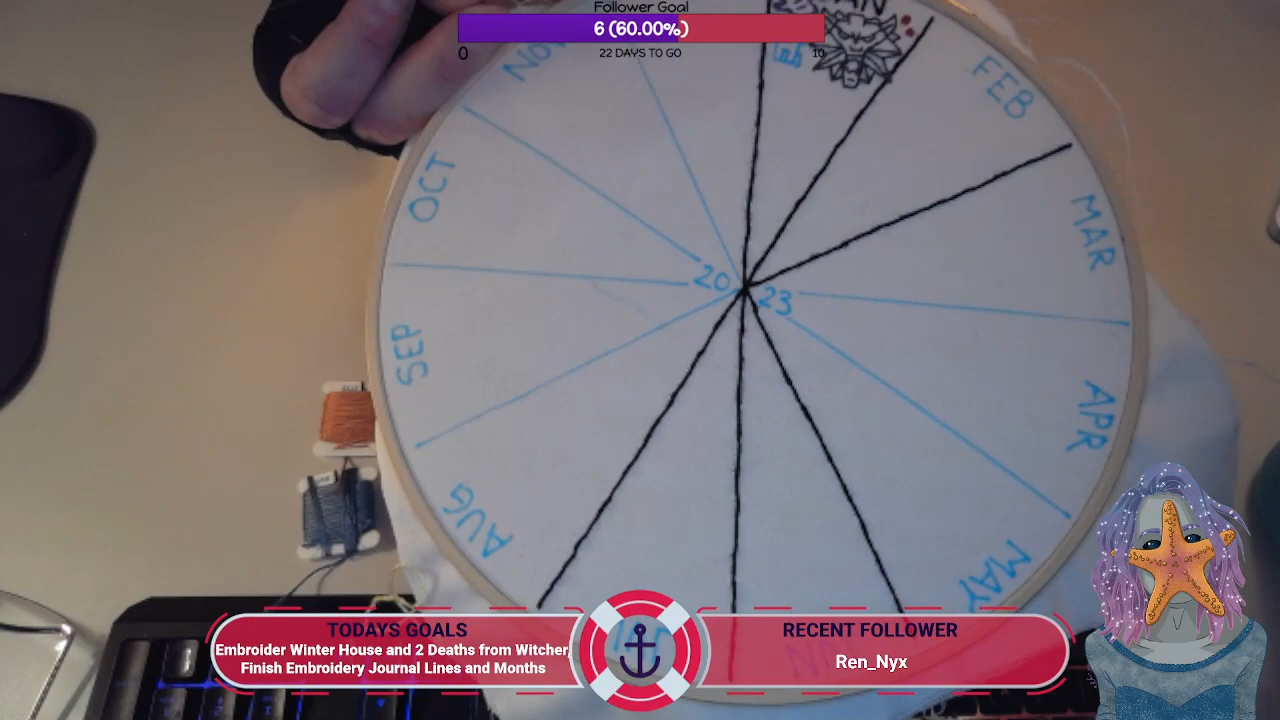 Follower Goal
6 (60.00%)
0
22 DAYS TO GO
10
NOV
JAN
FEB
OCT
MAR
20
23
SEP
APR
AUG
MAY
TODAYS GOALS
Embroider Winter House and 2 Deaths from Witcher,
Finish Embroidery Journal Lines and Months
RECENT FOLLOWER
Ren_Nyx